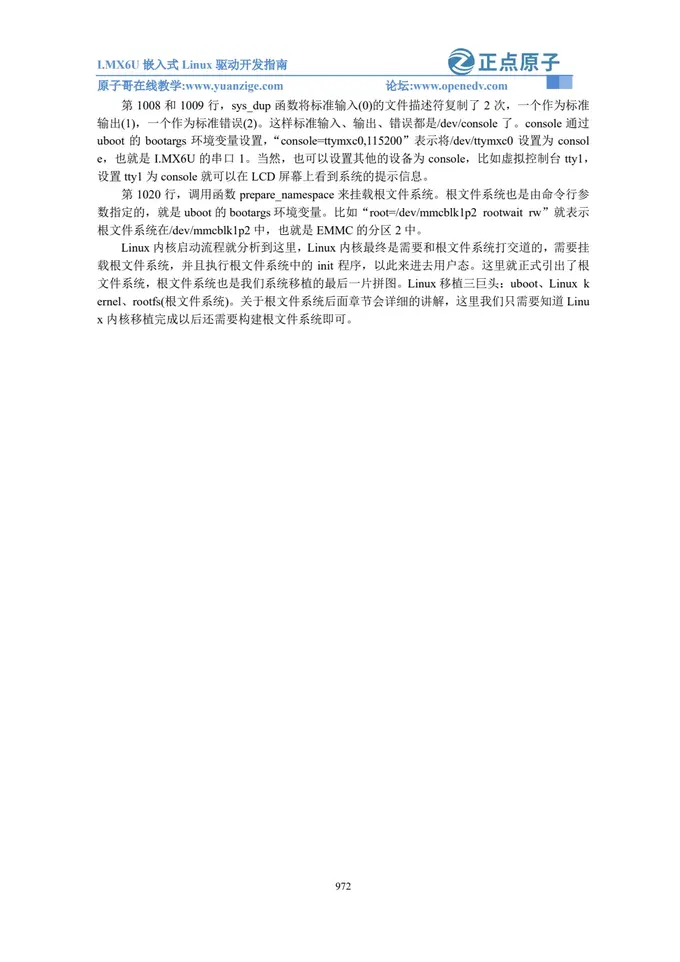 I.MX6U 嵌入式 Linux 驱动开发指南
正点原子
原子哥在线教学:www.yuanzige.com 论坛:www.openedv.com
第 1008 和 1009 行，sys_dup 函数将标准输入(0)的文件描述符复制了 2 次，一个作为标准
输出(1)，一个作为标准错误(2)。这样标准输入、输出、错误都是/dev/console 了。console 通过
uboot 的 bootargs 环境变量设置，“console=ttymxc0,115200”表示将/dev/ttymxc0 设置为 consol
e，也就是 I.MX6U 的串口 1。当然，也可以设置其他的设备为 console，比如虚拟控制台 tty1，
设置 tty1 为 console 就可以在 LCD 屏幕上看到系统的提示信息。
第 1020 行，调用函数 prepare_namespace 来挂载根文件系统。根文件系统也是由命令行参
数指定的，就是 uboot 的 bootargs 环境变量。比如“root=/dev/mmcblk1p2 rootwait rw”就表示
根文件系统在/dev/mmcblk1p2 中，也就是 EMMC 的分区 2 中。
Linux 内核启动流程就分析到这里，Linux 内核最终是需要和根文件系统打交道的，需要挂
载根文件系统，并且执行根文件系统中的 init 程序，以此来进去用户态。这里就正式引出了根
文件系统，根文件系统也是我们系统移植的最后一片拼图。Linux 移植三巨头：uboot、Linux k
ernel、rootfs(根文件系统)。关于根文件系统后面章节会详细的讲解，这里我们只需要知道 Linu
x 内核移植完成以后还需要构建根文件系统即可。
972